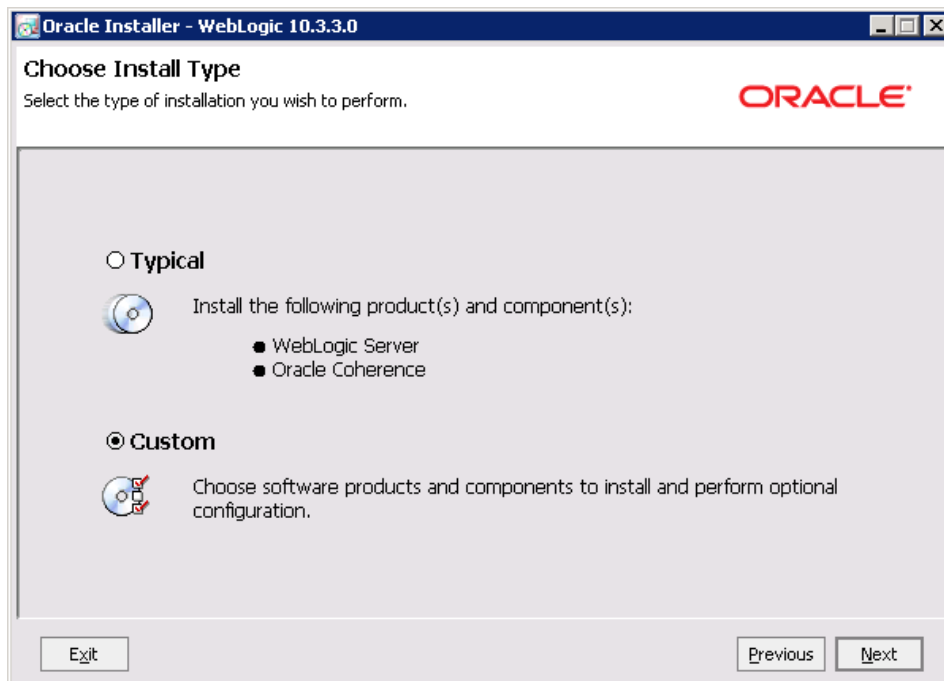 Oracle Installer - WebLogic 10.3.3.0
Choose Install Type
Select the type of installation you wish to perform.
ORACLE
Typical
Install the following product(s) and component(s):
WebLogic Server
Oracle Coherence
Custom
Choose software products and components to install and perform optional
configuration.
Exit
Previous
Next